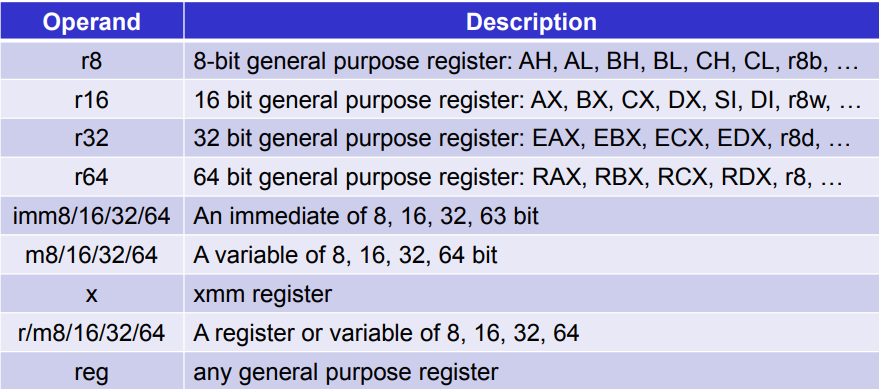 Operand Description
r8 8-bit general purpose register: AH, AL, BH, BL, CH, CL, r8b, …
r16 16 bit general purpose register: AX, BX, CX, DX, SI, DI, r8w, …
r32 32 bit general purpose register: EAX, EBX, ECX, EDX, r8d, …
r64 64 bit general purpose register: RAX, RBX, RCX, RDX, r8, …
imm8/16/32/64 An immediate of 8, 16, 32, 63 bit
m8/16/32/64 A variable of 8, 16, 32, 64 bit
x xmm register
r/m8/16/32/64 A register or variable of 8, 16, 32, 64
reg any general purpose register